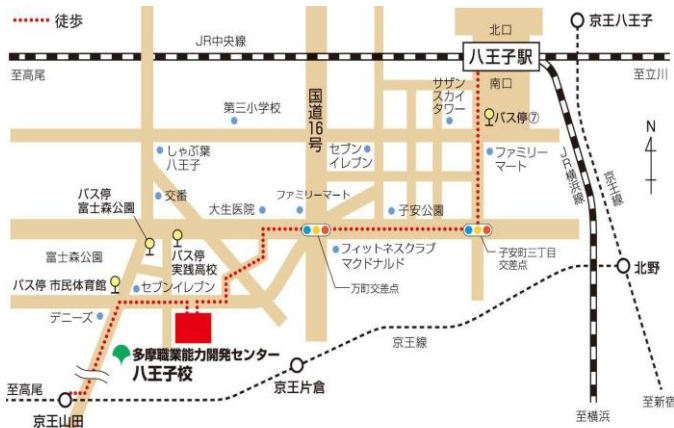 徒歩
北口
京王八王子
JR中央線
八王子駅
至高尾
至立川
国道16号
南口
サザン
スカイ
タワー
バス停⑦
第三小学校
N
しゃぶ葉
八王子
セブン
イレブン
ファミリー
マート
JR横浜線
京王線
バス停
富士森公園
交番
大生医院
ファミリーマート
子安公園
富士森公園
バス停
実践高校
フィットネスクラブ
マクドナルド
子安町三丁目
交差点
北野
バス停 市民体育館
セブンイレブン
万町交差点
デニーズ
多摩職業能力開発センター
八王子校
京王線
京王片倉
至高尾
京王山田
至横浜
至新宿